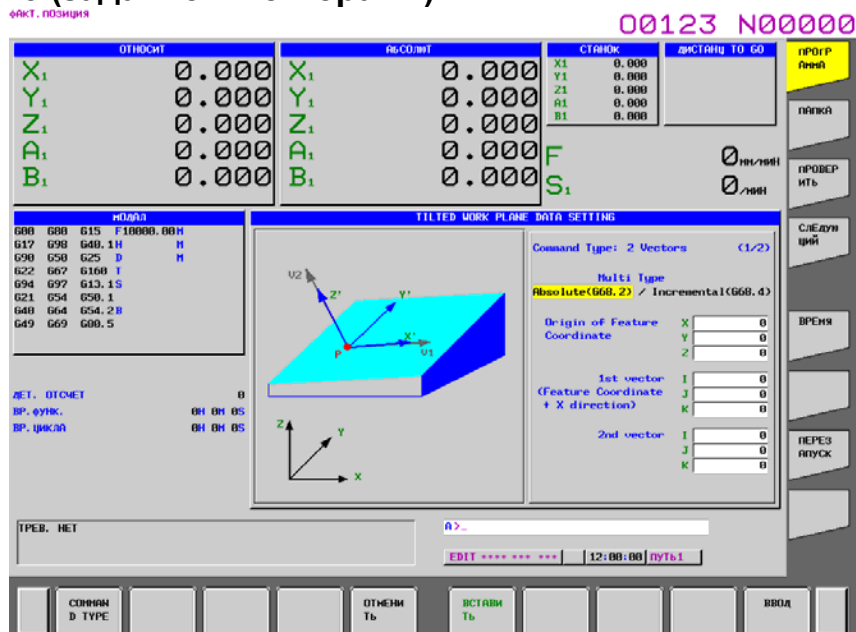 ФАКТ. ПОЗИЦИЯ
O0123 N00000
ОТНОСИТ
X1 0.000
Y1 0.000
Z1 0.000
A1 0.000
B1 0.000
АБСОЛЮТ
X1 0.000
Y1 0.000
Z1 0.000
A1 0.000
B1 0.000
СТАНОК
X1 0.000
Y1 0.000
Z1 0.000
A1 0.000
B1 0.000
ДИСТАНЦ TO GO
F 0 мм/мин
S1 0 /мин
МОДАЛ
G00 G80 G15 F10000.00 M
G17 G98 G40.1 H M
G90 G50 G25 D M
G22 G67 G160 T
G94 G97 G13.1 S
G21 G54 G50.1
G40 G64 G54.2 B
G49 G69 G80.5
ДЕТ. ОТСЧЕТ 0
ВР. ФУНК. 0H 0M 0S
ВР. ЦИКЛА 0H 0M 0S
TILTED WORK PLANE DATA SETTING
V2
Z'
Y'
X'
P
V1
Z
Y
X
Command Type: 2 Vectors (1/2)
Multi Type
Absolute(G68.2) / Incremental(G68.4)
Origin of Feature X 0
Coordinate Y 0
Z 0
1st vector I 0
(Feature Coordinate J 0
+ X direction) K 0
2nd vector I 0
J 0
K 0
ТРЕВ. НЕТ
A>_
EDIT **** *** *** 12:00:00 ПУТЬ1
ПРОГР
АММА
ПАПКА
ПРОВЕР
ИТЬ
СЛЕДУЮ
ЩИЙ
ВРЕМЯ
ПЕРЕЗ
АПУСК
COMMAN
D TYPE
ОТМЕНИ
ТЬ
ВСТАВИ
ТЬ
ВВОД